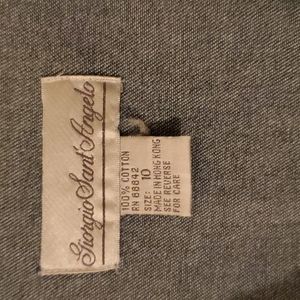 Giorgio Sant'Angelo
100% COTTON
RN 68842
SIZE: 10
MADE IN HONG KONG
SEE REVERSE
FOR CARE